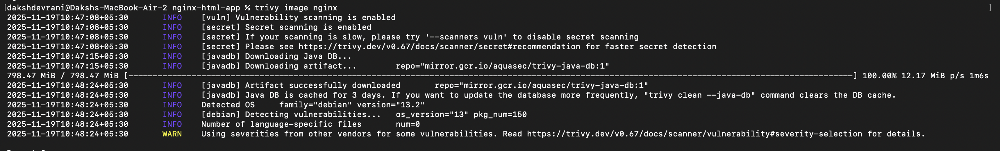 [dakshdevrani@Dakshs-MacBook-Air-2 nginx-html-app % trivy image nginx ]
2025-11-19T10:47:08+05:30 INFO [vuln] Vulnerability scanning is enabled
2025-11-19T10:47:08+05:30 INFO [secret] Secret scanning is enabled
2025-11-19T10:47:08+05:30 INFO [secret] If your scanning is slow, please try '--scanners vuln' to disable secret scanning
2025-11-19T10:47:08+05:30 INFO [secret] Please see https://trivy.dev/v0.67/docs/scanner/secret#recommendation for faster secret detection
2025-11-19T10:47:15+05:30 INFO [javadb] Downloading Java DB...
2025-11-19T10:47:15+05:30 INFO [javadb] Downloading artifact... repo="mirror.gcr.io/aquasec/trivy-java-db:1"
798.47 MiB / 798.47 MiB [-----------------------------------------------------------------------------------------------------------------------------------------------------] 100.00% 12.17 MiB p/s 1m6s
2025-11-19T10:48:24+05:30 INFO [javadb] Artifact successfully downloaded repo="mirror.gcr.io/aquasec/trivy-java-db:1"
2025-11-19T10:48:24+05:30 INFO [javadb] Java DB is cached for 3 days. If you want to update the database more frequently, "trivy clean --java-db" command clears the DB cache.
2025-11-19T10:48:24+05:30 INFO Detected OS family="debian" version="13.2"
2025-11-19T10:48:24+05:30 INFO [debian] Detecting vulnerabilities... os_version="13" pkg_num=150
2025-11-19T10:48:24+05:30 INFO Number of language-specific files num=0
2025-11-19T10:48:24+05:30 WARN Using severities from other vendors for some vulnerabilities. Read https://trivy.dev/v0.67/docs/scanner/vulnerability#severity-selection for details.